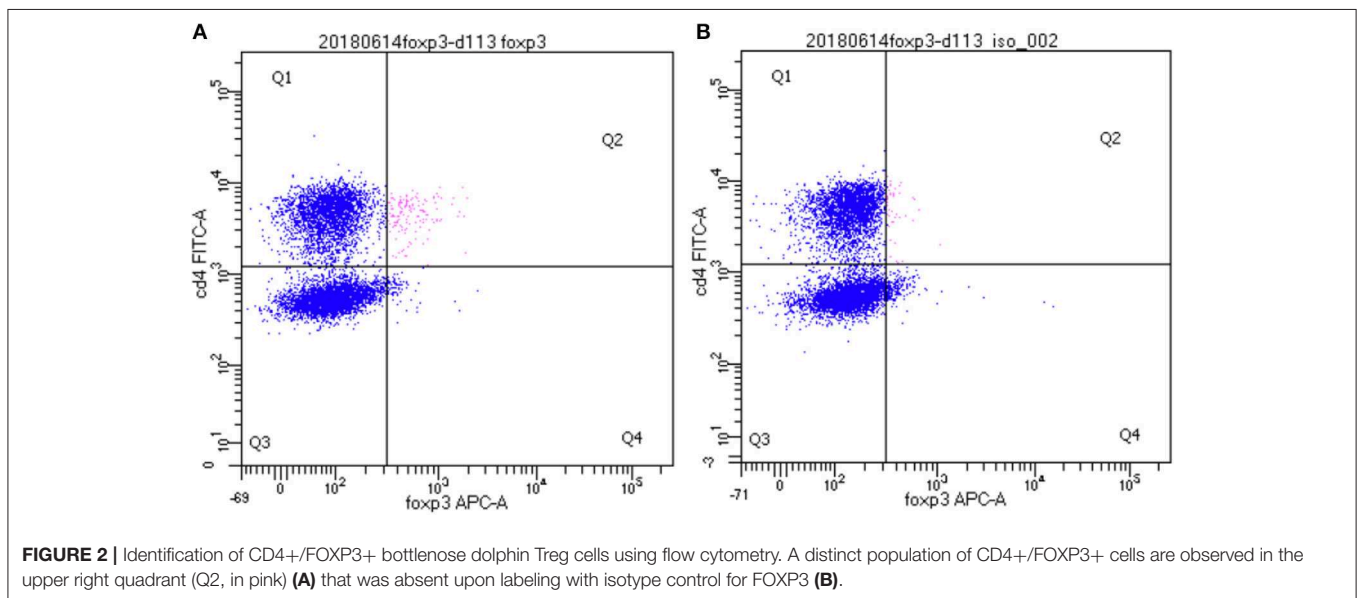 A
20180614foxp3-d113 foxp3
Q1
Q2
Q3
Q4
cd4 FITC-A
10^5
10^4
10^3
10^2
10^1
0
-69
0
10^2
10^3
10^4
10^5
foxp3 APC-A
B
20180614foxp3-d113 iso_002
Q1
Q2
Q3
Q4
cd4 FITC-A
10^5
10^4
10^3
10^2
10^1
-3
-71
0
10^2
10^3
10^4
10^5
foxp3 APC-A
FIGURE 2 | Identification of CD4+/FOXP3+ bottlenose dolphin Treg cells using flow cytometry. A distinct population of CD4+/FOXP3+ cells are observed in the
upper right quadrant (Q2, in pink) (A) that was absent upon labeling with isotype control for FOXP3 (B).